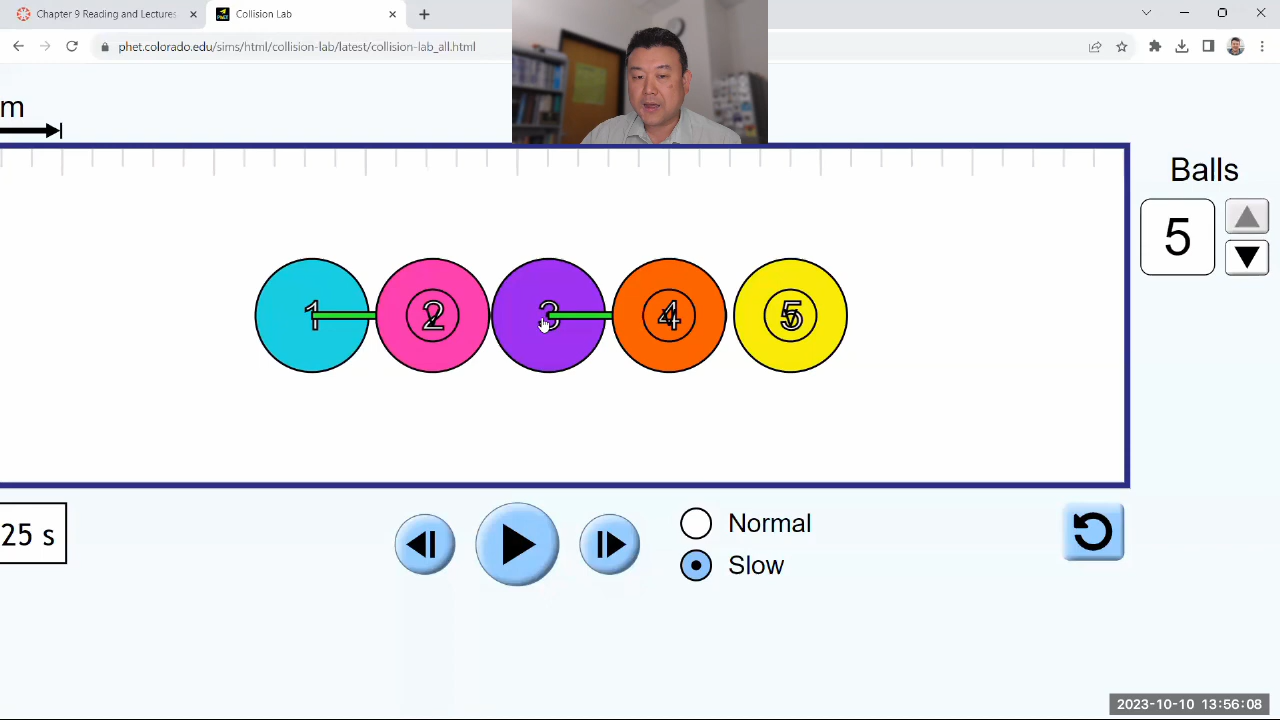 Chapter 9 Reading and Lectures
Collision Lab
phet.colorado.edu/sims/html/collision-lab/latest/collision-lab_all.html
m
Balls
5
1 2 3 4 5
25 s
Normal
Slow
2023-10-10 13:56:08